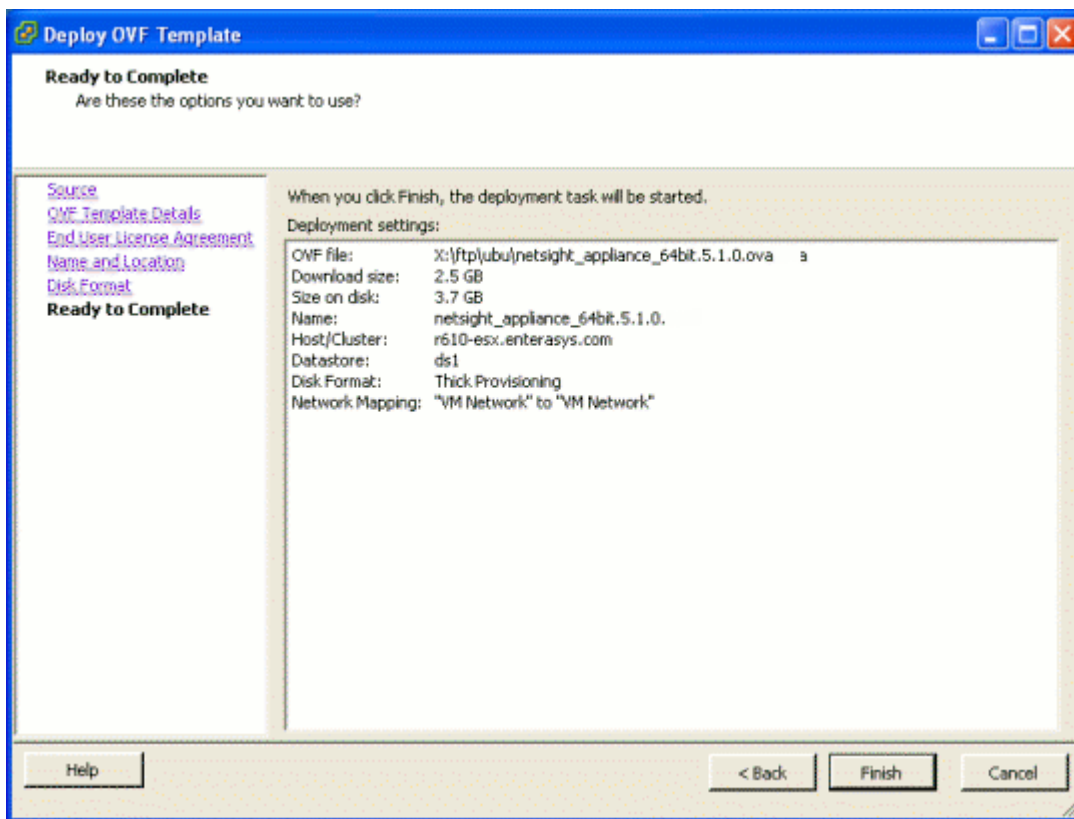 Deploy OVF Template
Ready to Complete
Are these the options you want to use?
Source
OVF Template Details
End User License Agreement
Name and Location
Disk Format
Ready to Complete
When you click Finish, the deployment task will be started.
Deployment settings:
OVF file: X:\ftp\ubu\netsight_appliance_64bit.5.1.0.ova a
Download size: 2.5 GB
Size on disk: 3.7 GB
Name: netsight_appliance_64bit.5.1.0.
Host/Cluster: r610-esx.enterasys.com
Datastore: ds1
Disk Format: Thick Provisioning
Network Mapping: "VM Network" to "VM Network"
Help
< Back
Finish
Cancel